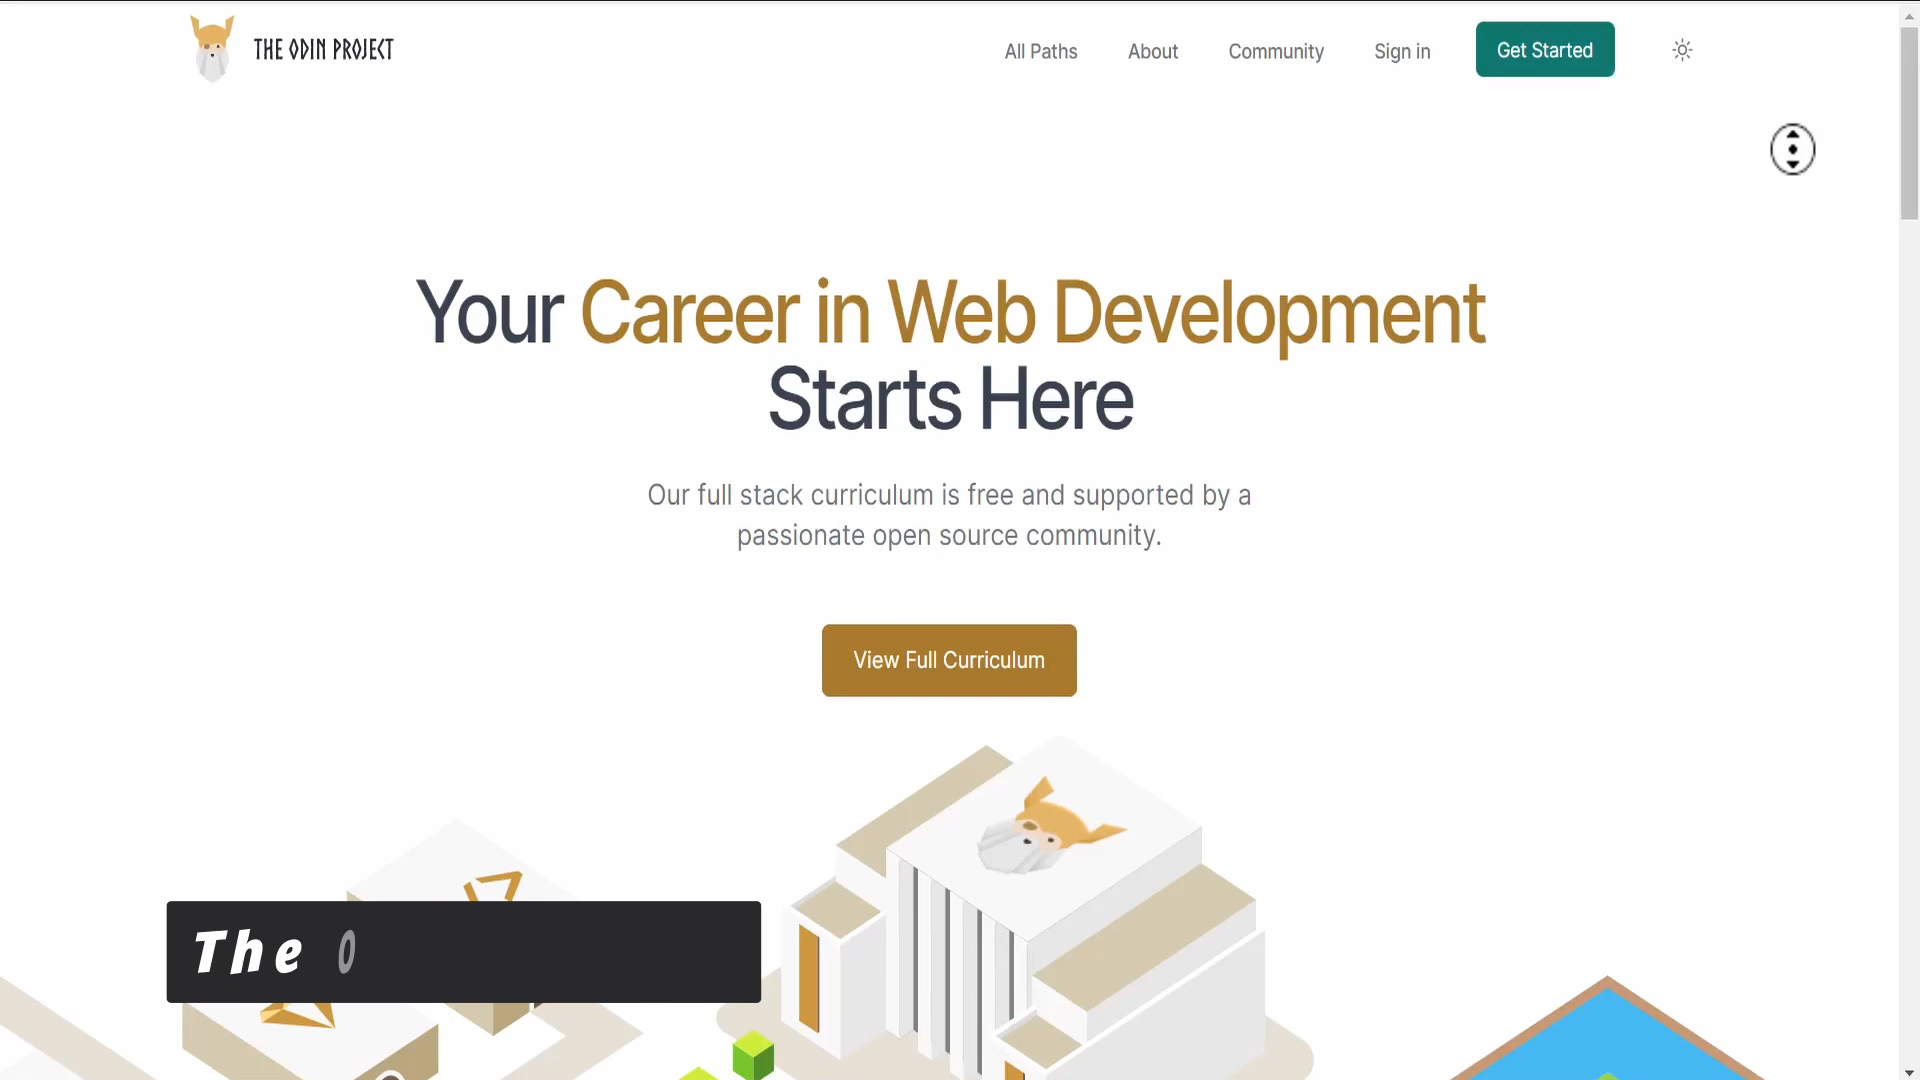 THE ODIN PROJECT
All Paths
About
Community
Sign in
Get Started
Your Career in Web Development
Starts Here
Our full stack curriculum is free and supported by a
passionate open source community.
View Full Curriculum
The O